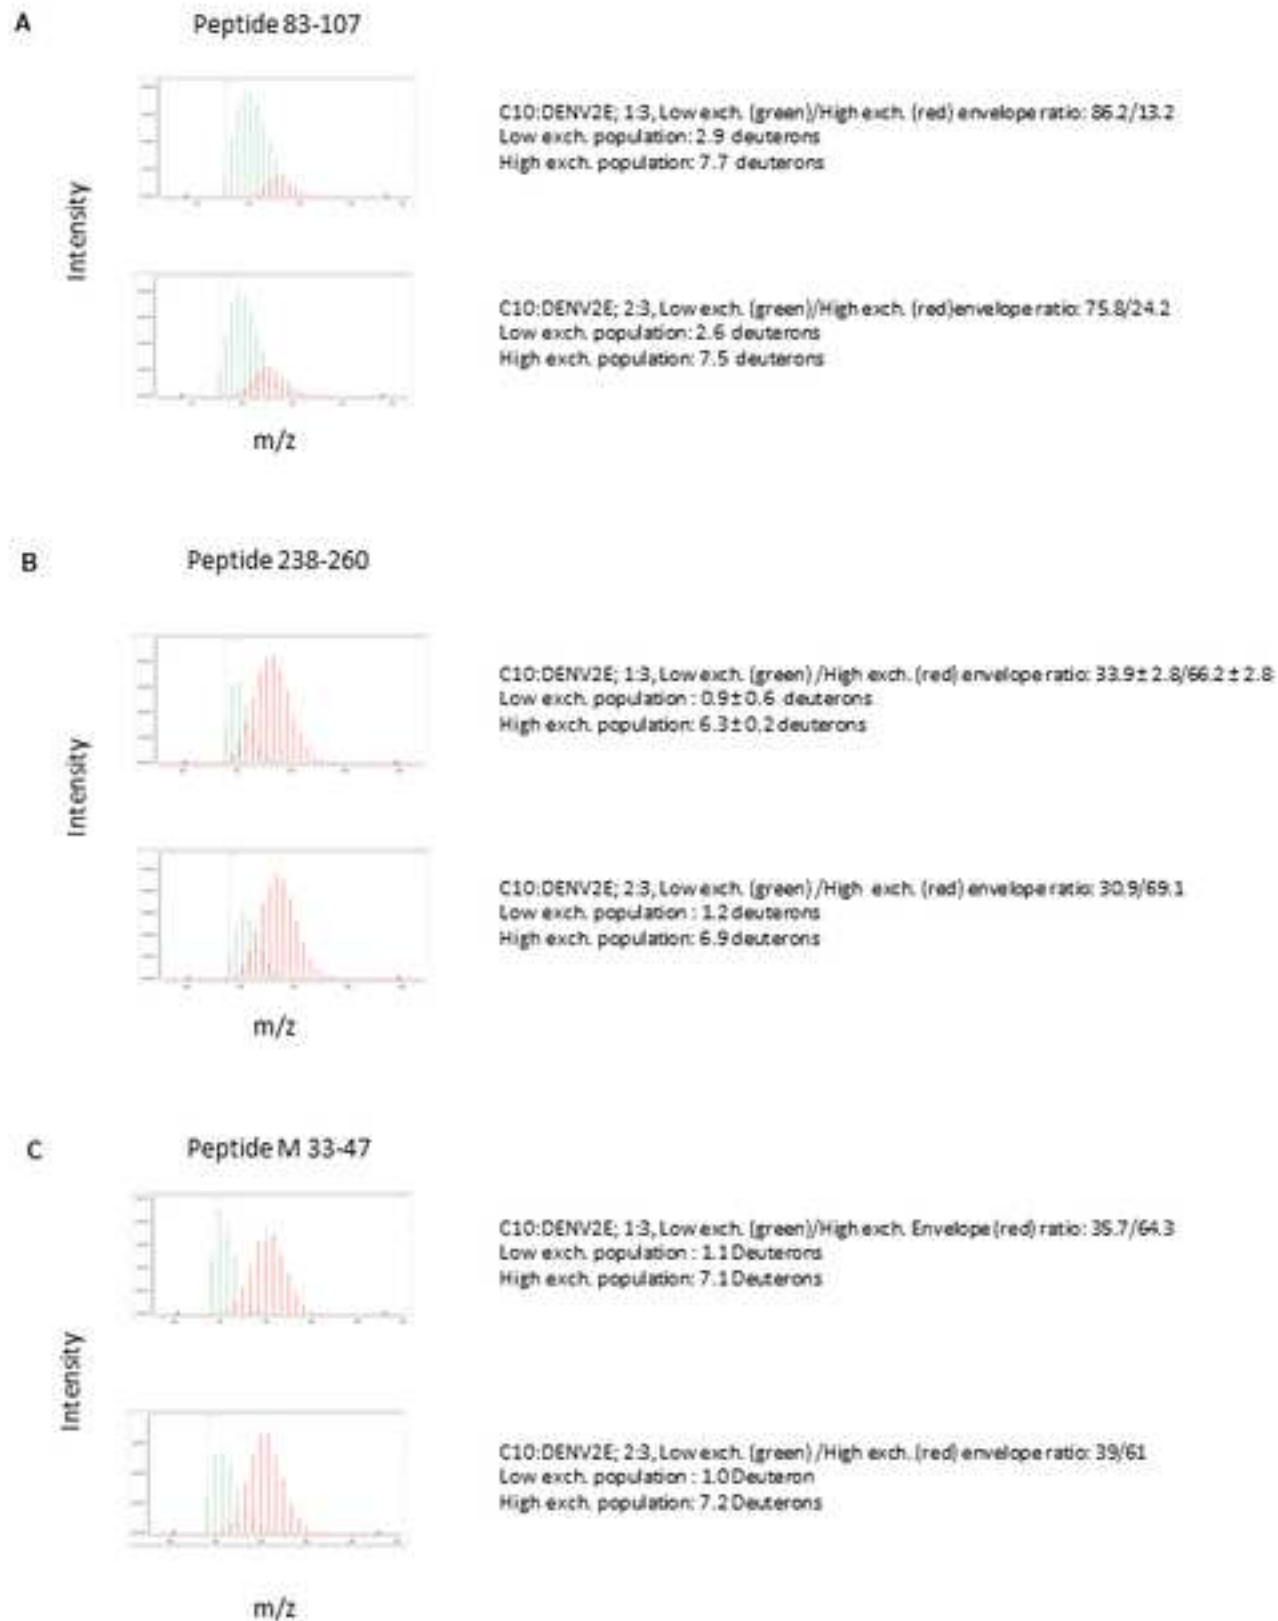 A
Peptide 83-107
C10:DENV2E; 1:3, Low exch. (green)/High exch. (red) envelope ratio: 86.2/13.2
Low exch. population: 2.9 deuterons
High exch. population: 7.7 deuterons
Intensity
C10:DENV2E; 2:3, Low exch. (green)/High exch. (red)envelope ratio: 75.8/24.2
Low exch. population: 2.6 deuterons
High exch. population: 7.5 deuterons
m/z
B
Peptide 238-260
C10:DENV2E; 1:3, Low exch. (green) /High exch. (red) envelope ratio: 33.9±2.8/66.2±2.8
Low exch. population : 0.9±0.6 deuterons
High exch. population: 6.3±0.2 deuterons
Intensity
C10:DENV2E; 2:3, Low exch. (green) /High exch. (red) envelope ratio: 30.9/69.1
Low exch. population : 1.2 deuterons
High exch. population: 6.9 deuterons
m/z
C
Peptide M 33-47
C10:DENV2E; 1:3, Low exch. (green)/High exch. Envelope (red) ratio: 35.7/64.3
Low exch. population : 1.1 Deuterons
High exch. population: 7.1 Deuterons
Intensity
C10:DENV2E; 2:3, Low exch. (green) /High exch. (red) envelope ratio: 39/61
Low exch. population : 1.0 Deuteron
High exch. population: 7.2 Deuterons
m/z